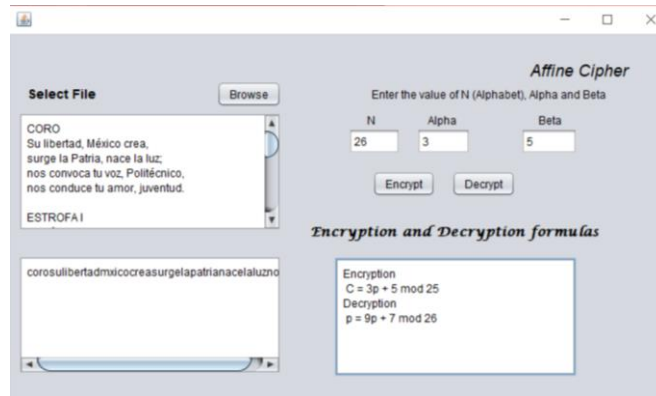 Affine Cipher
Select File
Browse
Enter the value of N (Alphabet), Alpha and Beta
N Alpha Beta
26 3 5
CORO
Su libertad, México crea,
surge la Patria, nace la luz;
nos convoca tu voz, Politécnico,
nos conduce tu amor, juventud.
ESTROFA I
Encrypt Decrypt
Encryption and Decryption formulas
corosulibertadmxicocreasurgelapatrianacelaluzno
Encryption
C = 3p + 5 mod 25
Decryption
p = 9p + 7 mod 26